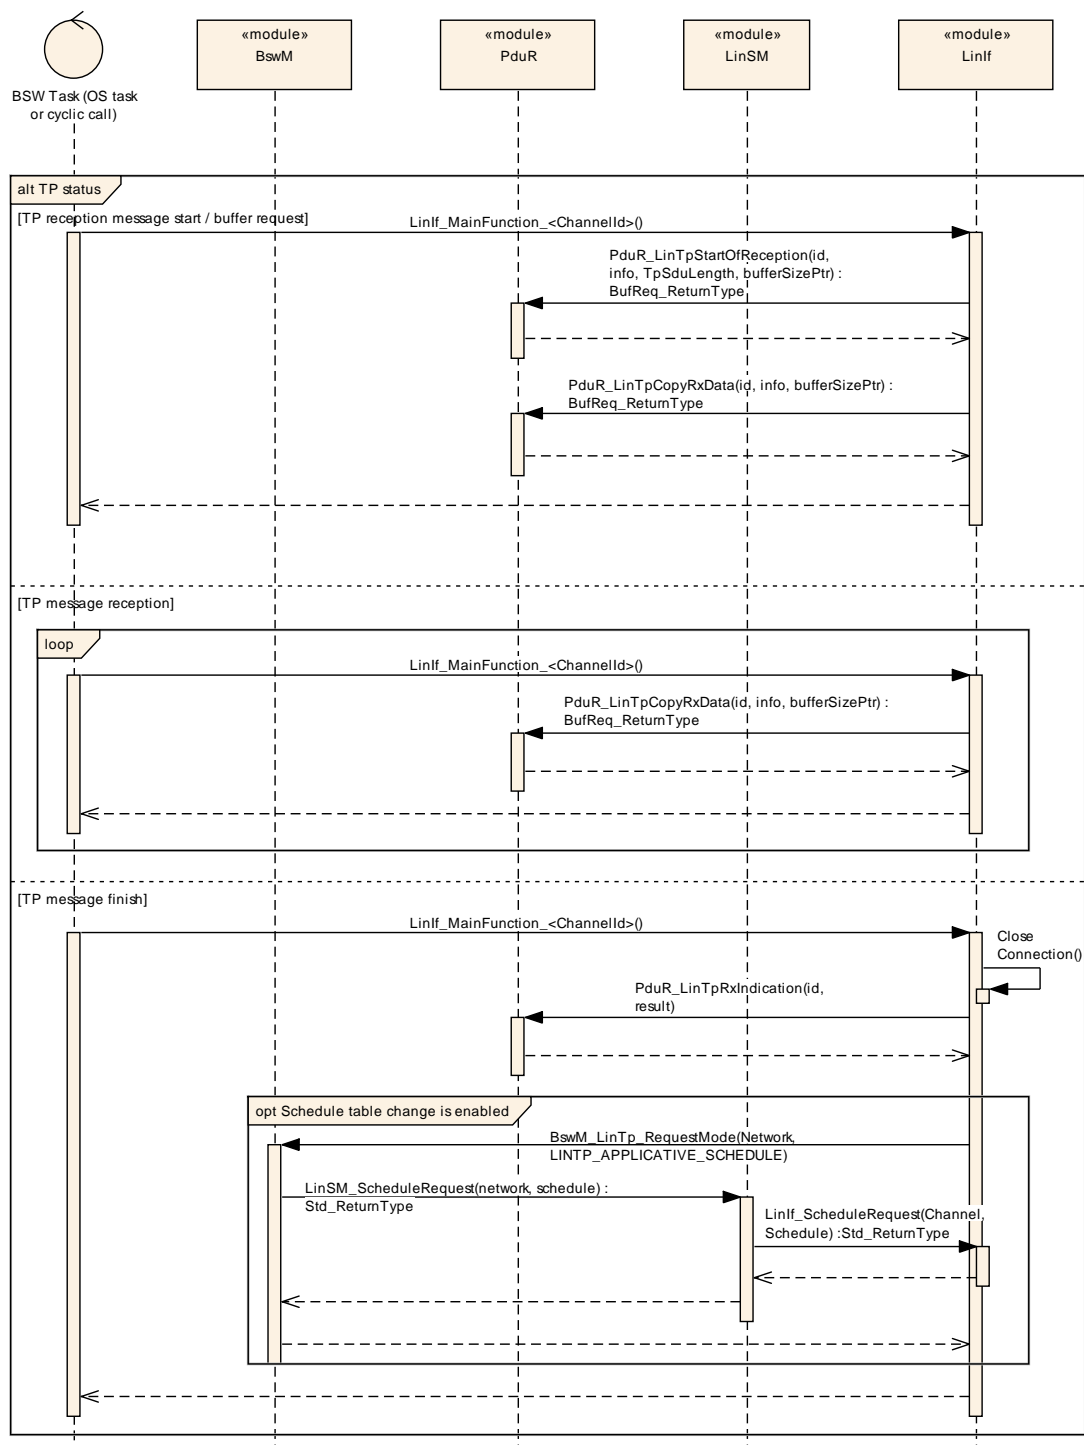 «module»
BswM
«module»
PduR
«module»
LinSM
«module»
LinIf
BSW Task (OS task
or cyclic call)
alt TP status
[TP reception message start / buffer request]
LinIf_MainFunction_<ChannelId>()
PduR_LinTpStartOfReception(id,
info, TpSduLength, bufferSizePtr) :
BufReq_ReturnType
PduR_LinTpCopyRxData(id, info, bufferSizePtr) :
BufReq_ReturnType
[TP message reception]
loop
LinIf_MainFunction_<ChannelId>()
PduR_LinTpCopyRxData(id, info, bufferSizePtr) :
BufReq_ReturnType
[TP message finish]
LinIf_MainFunction_<ChannelId>()
Close
Connection()
PduR_LinTpRxIndication(id,
result)
opt Schedule table change is enabled
BswM_LinTp_RequestMode(Network,
LINTP_APPLICATIVE_SCHEDULE)
LinSM_ScheduleRequest(network, schedule) :
Std_ReturnType
LinIf_ScheduleRequest(Channel,
Schedule) :Std_ReturnType